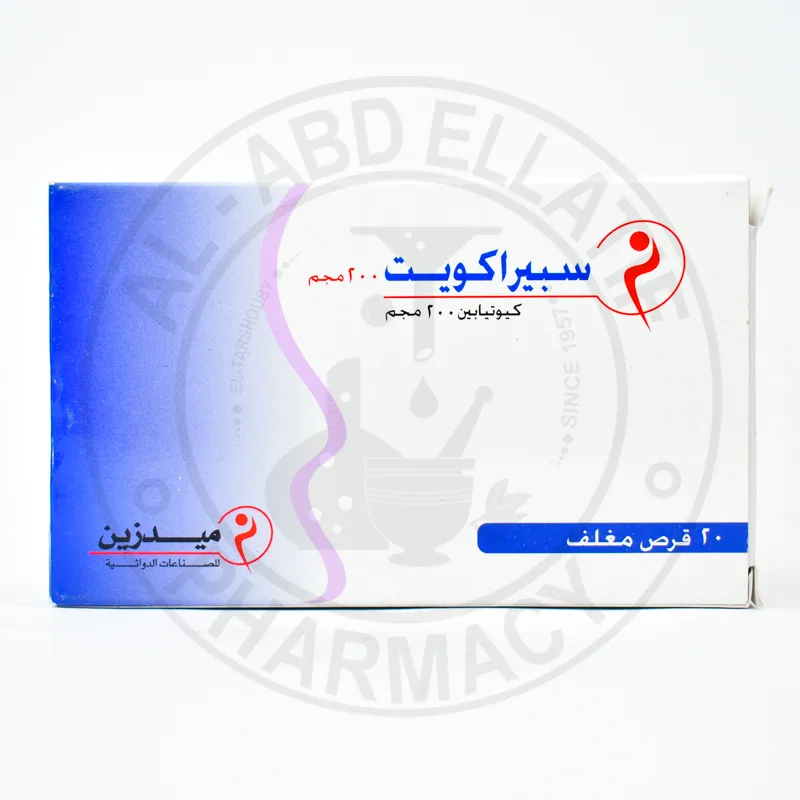 سبيراكويت ٢٠٠ مجم
كيوتيابين ٢٠٠ مجم
٢٠ قرص مغلف
ميدزين
للصناعات الدوائية
AL-ABD ELLATIF
EL-TARSHOUBY
SINCE 1957
PHARMACY